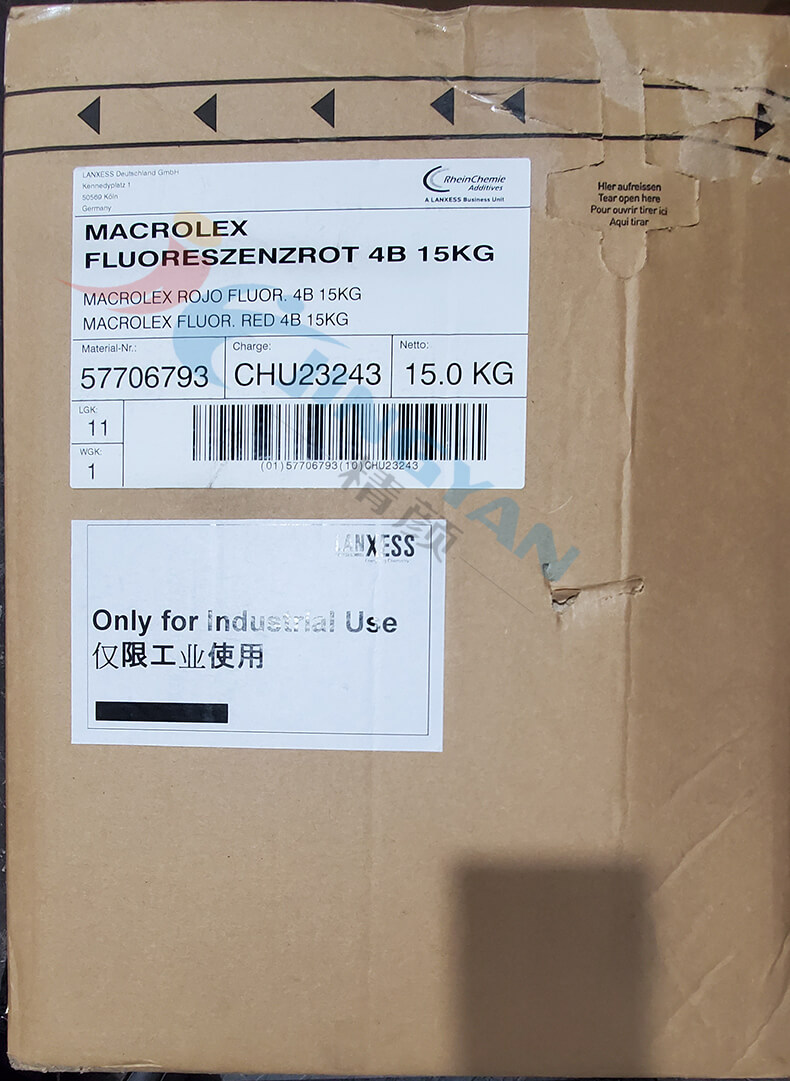 LANXESS Deutschland GmbH
Kennedyplatz 1
50569 Köln
Germany
RheinChemie
Additives
A LANXESS Business Unit
Hier aufreissen
Tear open here
Pour ouvrir tirer ici
Aqui tirar
MACROLEX
FLUORESZENZROT 4B 15KG
MACROLEX ROJO FLUOR. 4B 15KG
MACROLEX FLUOR. RED 4B 15KG
Material-Nr.: Charge: Netto:
57706793 CHU23243 15.0 KG
LGK:
11
WGK:
1
(01)57706793(10)CHU23243
JINGYAN
精颜
LANXESS
Only for Industrial Use
仅限工业使用